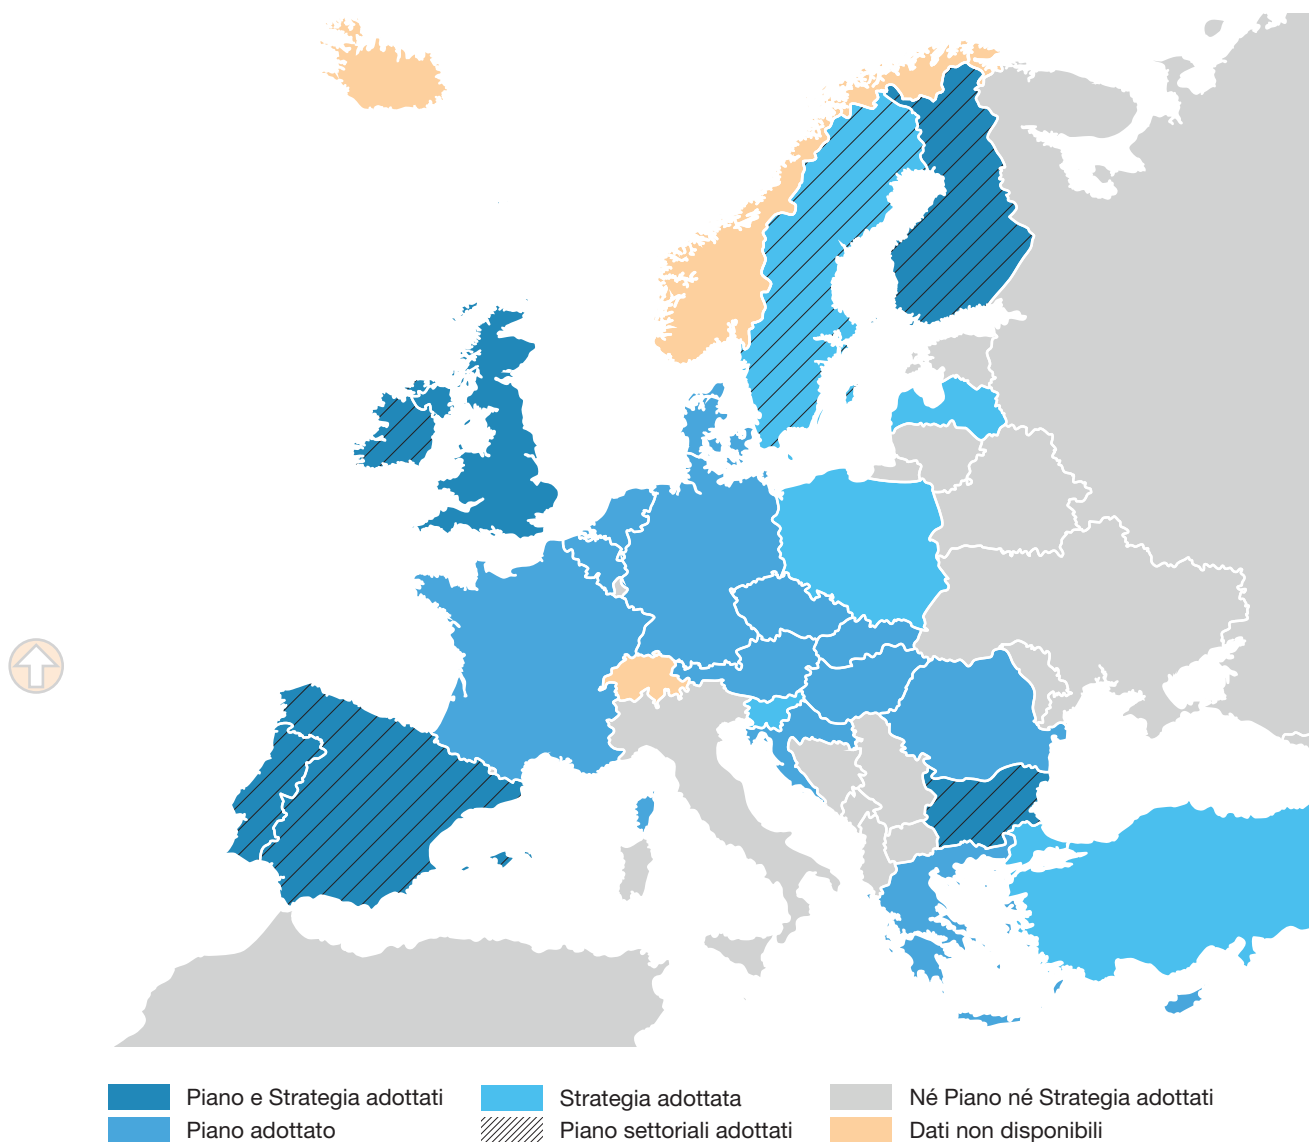 Piano e Strategia adottati
Strategia adottata
Né Piano né Strategia adottati
Piano adottato
Piano settoriali adottati
Dati non disponibili